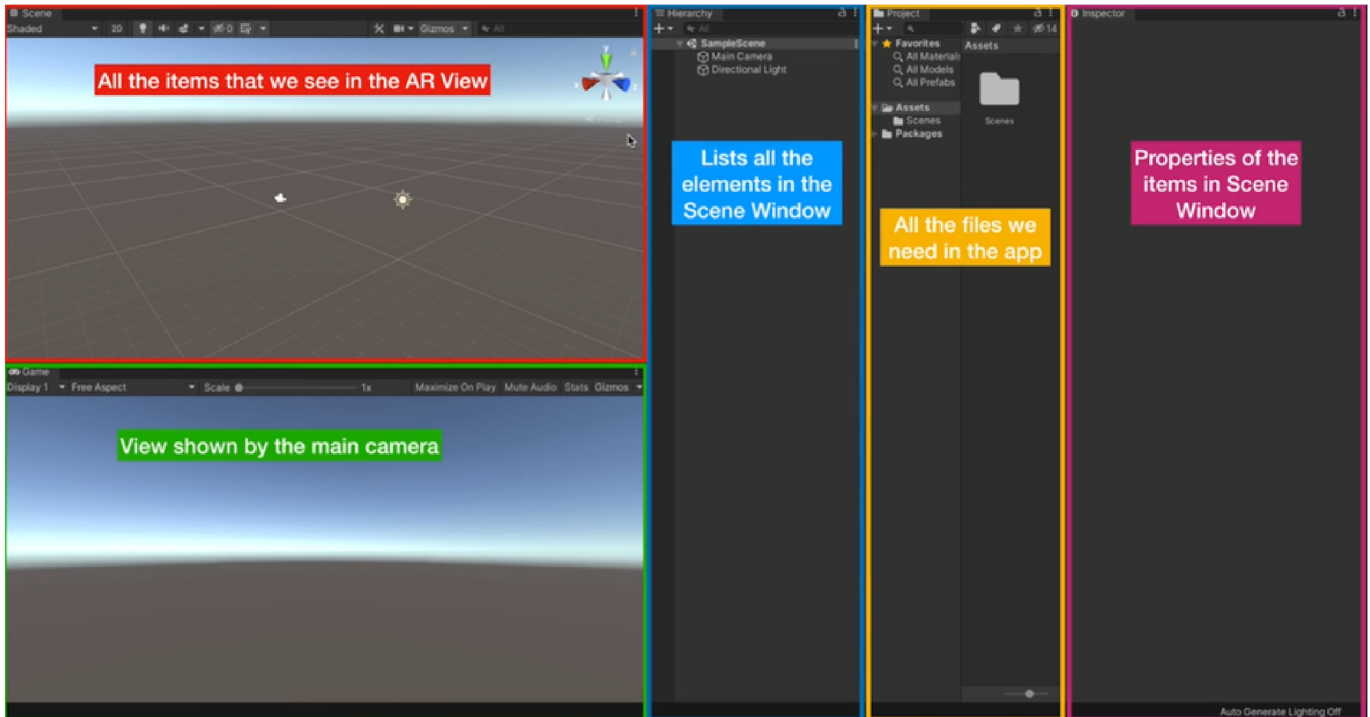 Scene
Shaded 2D 0 Gizmos All
All the items that we see in the AR View
y
x
Game
Display 1 Free Aspect Scale 1x Maximize On Play Mute Audio Stats Gizmos
View shown by the main camera
Hierarchy
All
SampleScene
Main Camera
Directional Light
Lists all the
elements in the
Scene Window
Project
14
Favorites
All Materials
All Models
All Prefabs
Assets
Scenes
Packages
Assets
Scenes
All the files we
need in the app
Inspector
Properties of the
items in Scene
Window
Auto Generate Lighting Off